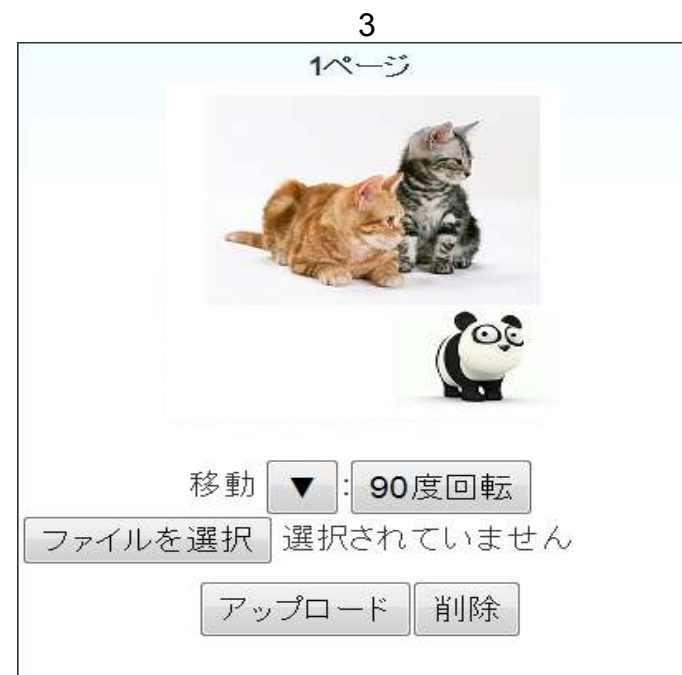 3
1ページ
移動 ▼ : 90度回転
ファイルを選択 選択されていません
アップロード 削除